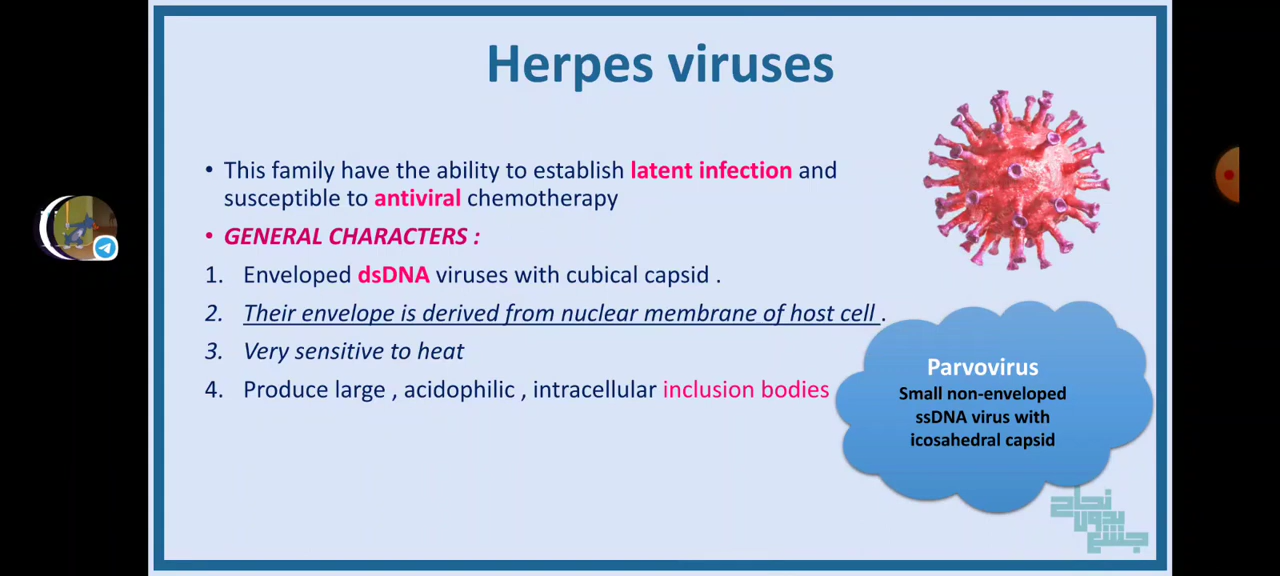 Herpes viruses
• This family have the ability to establish latent infection and
susceptible to antiviral chemotherapy
• GENERAL CHARACTERS :
1. Enveloped dsDNA viruses with cubical capsid .
2. Their envelope is derived from nuclear membrane of host cell .
3. Very sensitive to heat
4. Produce large , acidophilic , intracellular inclusion bodies
Parvovirus
Small non-enveloped
ssDNA virus with
icosahedral capsid
نجاح
بدون
جشع